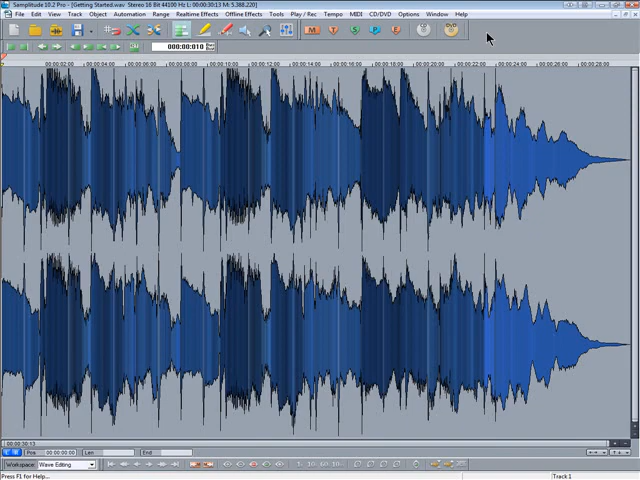 Samplitude 10.2 Pro - [Getting Started.wav Stereo 16 Bit 44100 Hz L: 00:00:30:13 M: 5.388.220]
File Edit View Track Object Automation Range Realtime Effects Offline Effects Tools Play / Rec Tempo MIDI CD/DVD Options Window Help
M T S P E
000:00:010
00:00:02:00 00:00:04:00 00:00:06:00 00:00:08:00 00:00:10:00 00:00:12:00 00:00:14:00 00:00:16:00 00:00:18:00 00:00:20:00 00:00:22:00 00:00:24:00 00:00:26:00 00:00:28:00
00:00:30:13
L R Pos 00:00:00:00 Len End
Workspace: Wave Editing
Press F1 for Help... Track 1